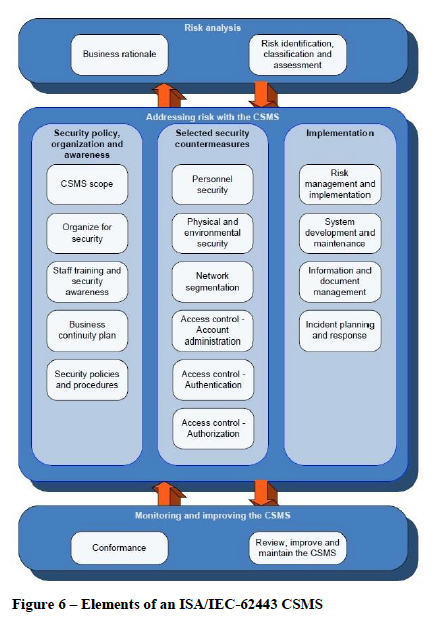 Risk analysis
Business rationale
Risk identification,
classification and
assessment
Addressing risk with the CSMS
Security policy,
organization and
awareness
CSMS scope
Organize for
security
Staff training and
security
awareness
Business
continuity plan
Security policies
and procedures
Selected security
countermeasures
Personnel
security
Physical and
environmental
security
Network
segmentation
Access control -
Account
administration
Access control -
Authentication
Access control -
Authorization
Implementation
Risk
management and
implementation
System
development and
maintenance
Information and
document
management
Incident planning
and response
Monitoring and improving the CSMS
Conformance
Review, improve and
maintain the CSMS
Figure 6 – Elements of an ISA/IEC-62443 CSMS